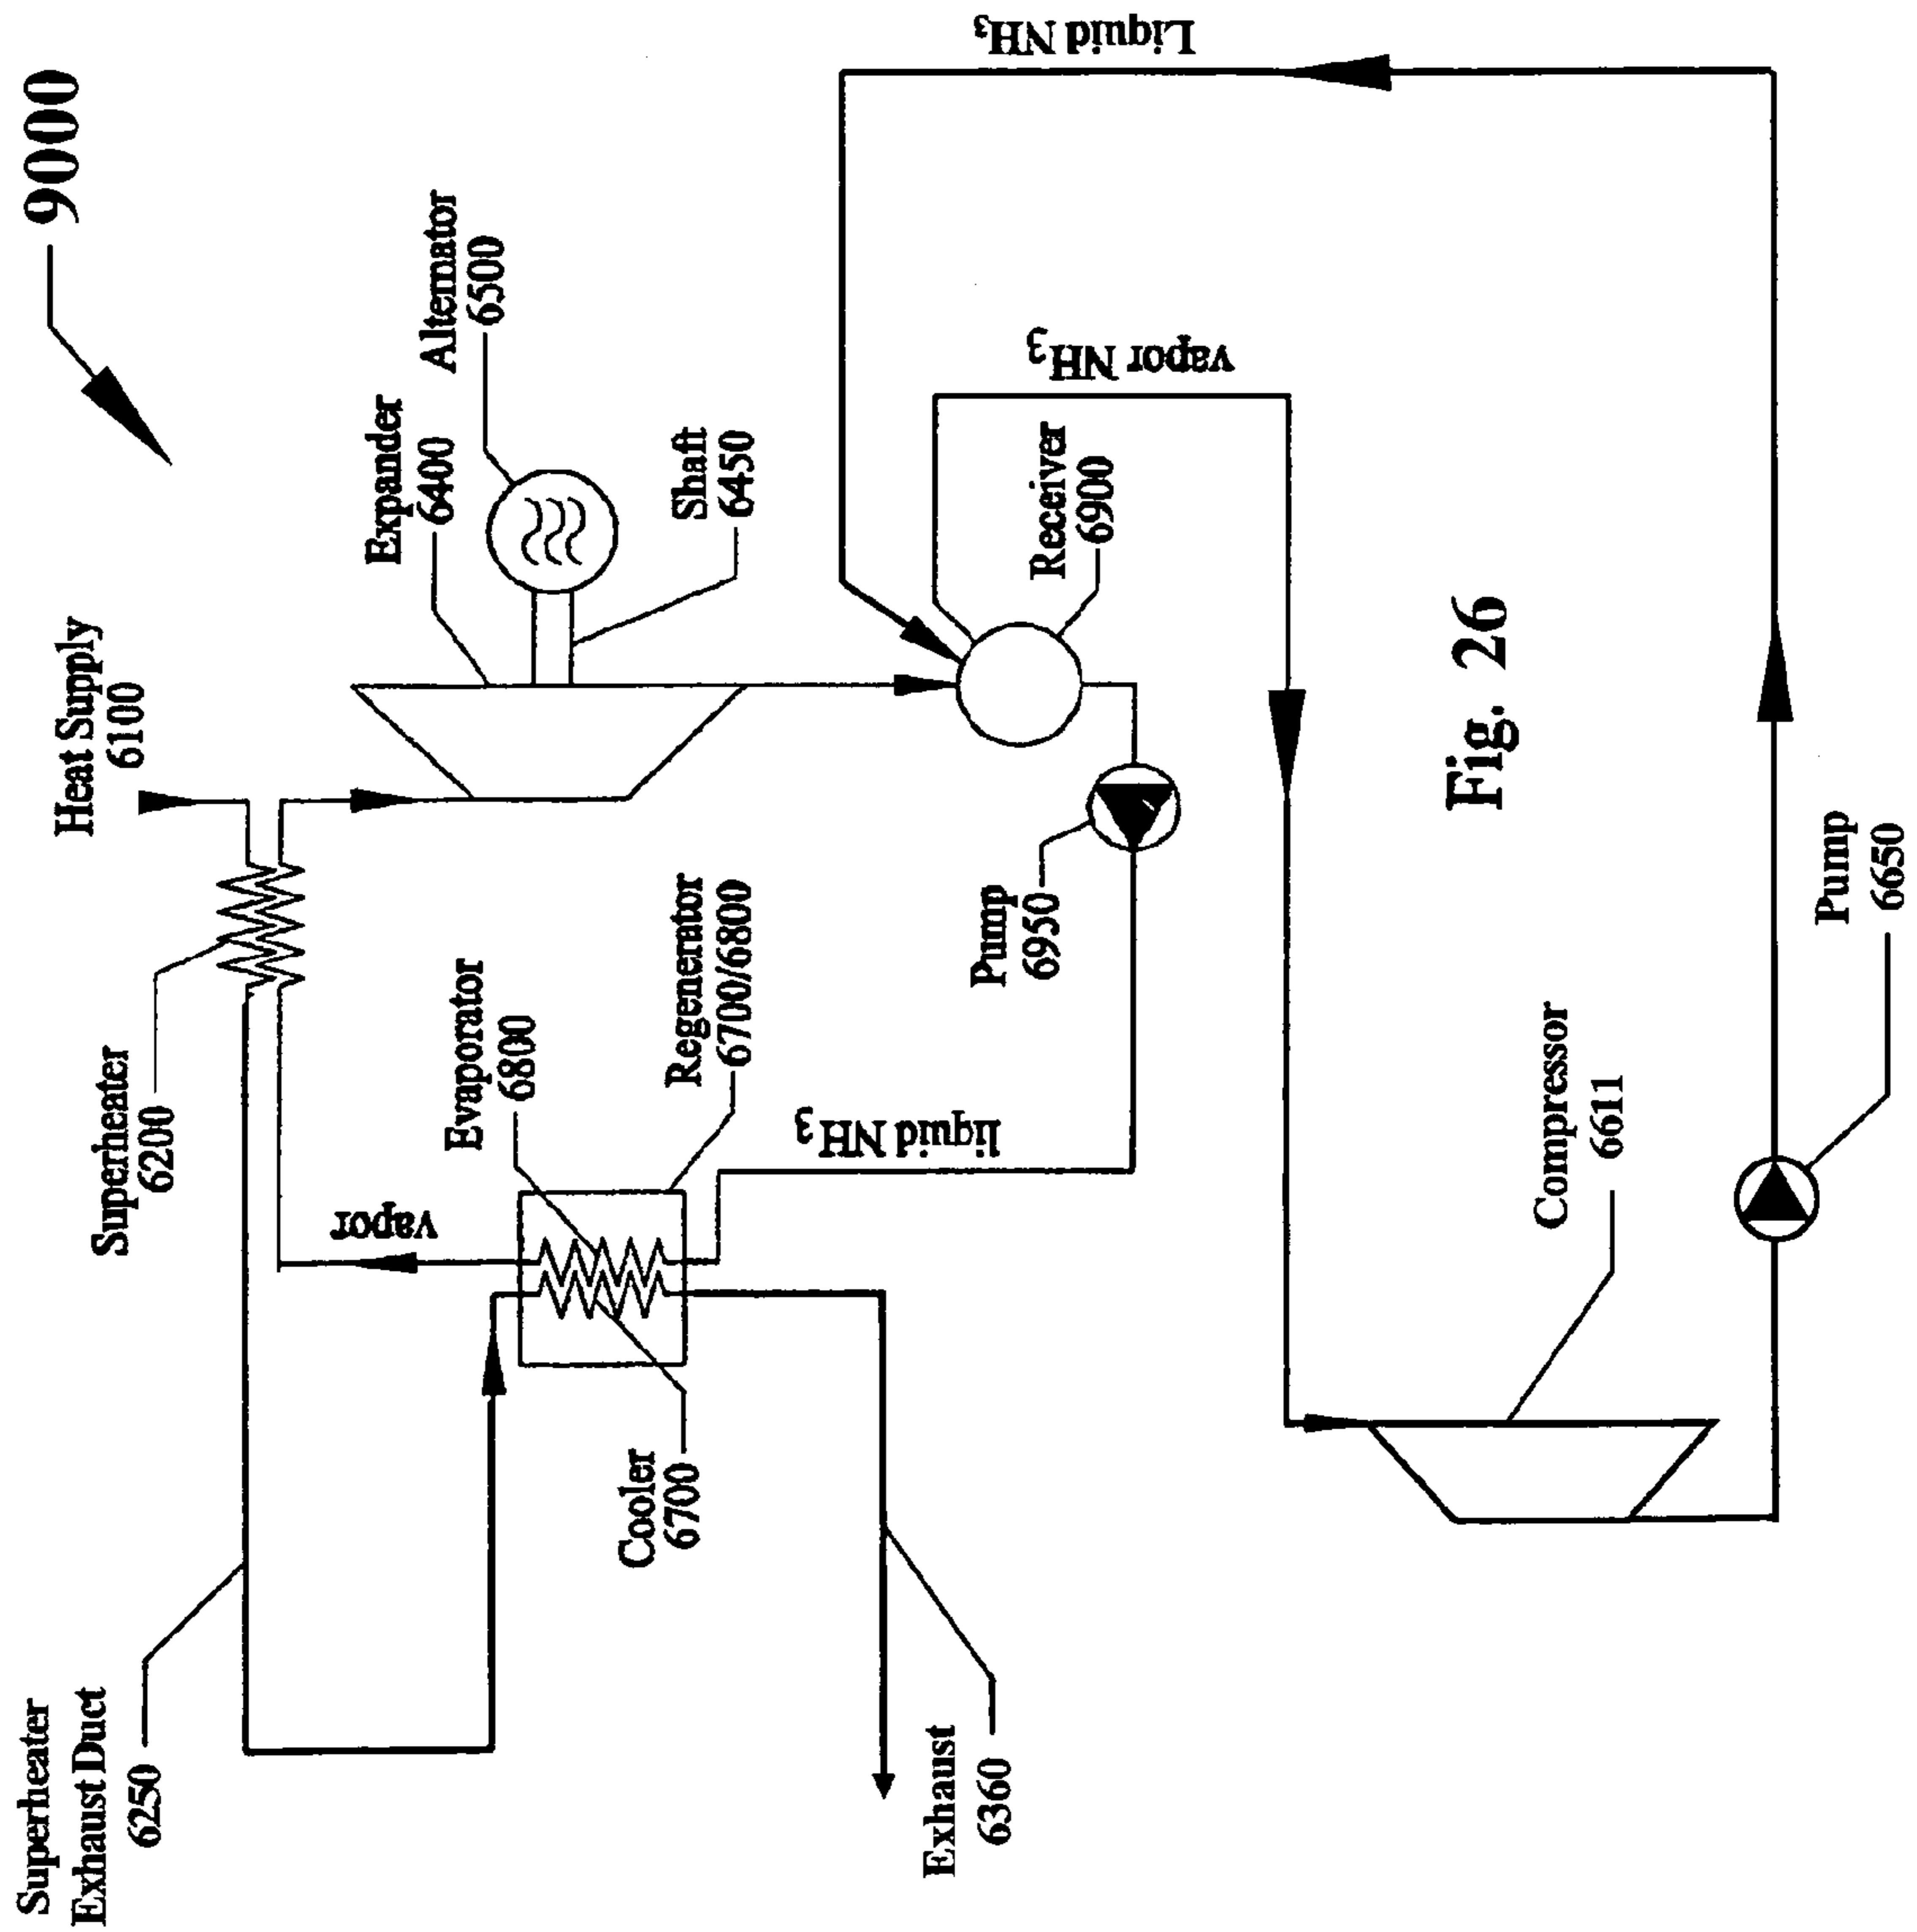 9000
Heat Supply
6100
Superheater
6200
Superheater
Exhaust Duct
6250
Expander
6400
Alternator
6500
Shaft
6450
Evaporator
6800
Regenerator
6700/6800
vapor
Cooler
6700
liquid NH3
Exhaust
6360
Pump
6950
Receiver
6900
vapor NH3
Liquid NH3
Compressor
6611
Pump
6650
Fig. 26